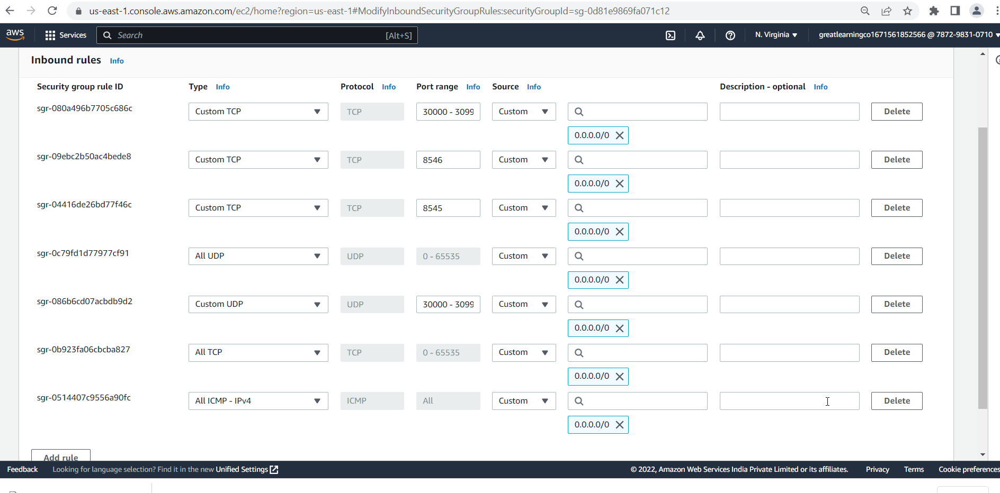 us-east-1.console.aws.amazon.com/ec2/home?region=us-east-1#ModifyInboundSecurityGroupRules:securityGroupId=sg-0d81e9869fa071c12
aws Services Search [Alt+S] N. Virginia greatlearningco1671561852566 @ 7872-9831-0710
Inbound rules Info
Security group rule ID Type Info Protocol Info Port range Info Source Info Description - optional Info
sgr-080a496b7705c686c Custom TCP TCP 30000 - 3099 Custom Delete
0.0.0.0/0
sgr-09ebc2b50ac4bede8 Custom TCP TCP 8546 Custom Delete
0.0.0.0/0
sgr-04416de26bd77f46c Custom TCP TCP 8545 Custom Delete
0.0.0.0/0
sgr-0c79fd1d77977cf91 All UDP UDP 0 - 65535 Custom Delete
0.0.0.0/0
sgr-086b6cd07acbdb9d2 Custom UDP UDP 30000 - 3099 Custom Delete
0.0.0.0/0
sgr-0b923fa06cbcba827 All TCP TCP 0 - 65535 Custom Delete
0.0.0.0/0
sgr-0514407c9556a90fc All ICMP - IPv4 ICMP All Custom Delete
0.0.0.0/0
Add rule
Feedback Looking for language selection? Find it in the new Unified Settings © 2022, Amazon Web Services India Private Limited or its affiliates. Privacy Terms Cookie preferences